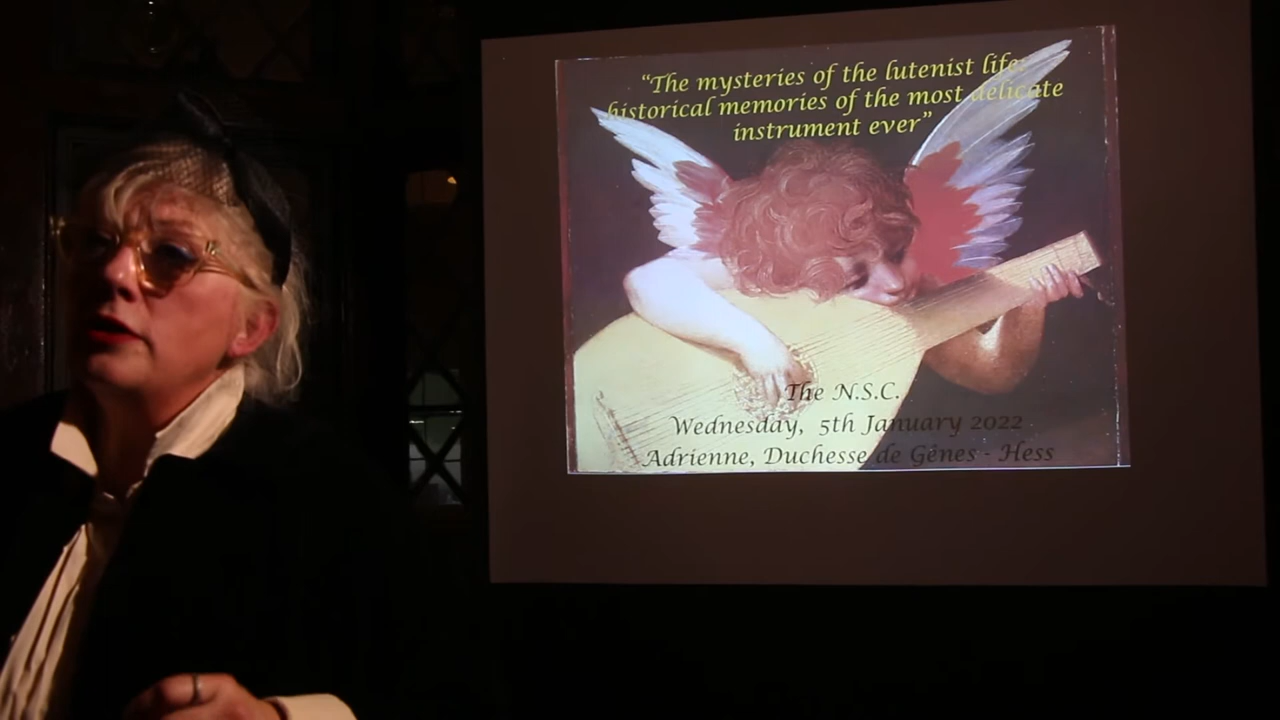 “The mysteries of the lutenist life:
historical memories of the most delicate
instrument ever”
The N.S.C.
Wednesday, 5th January 2022
Adrienne, Duchesse de Gênes - Hess